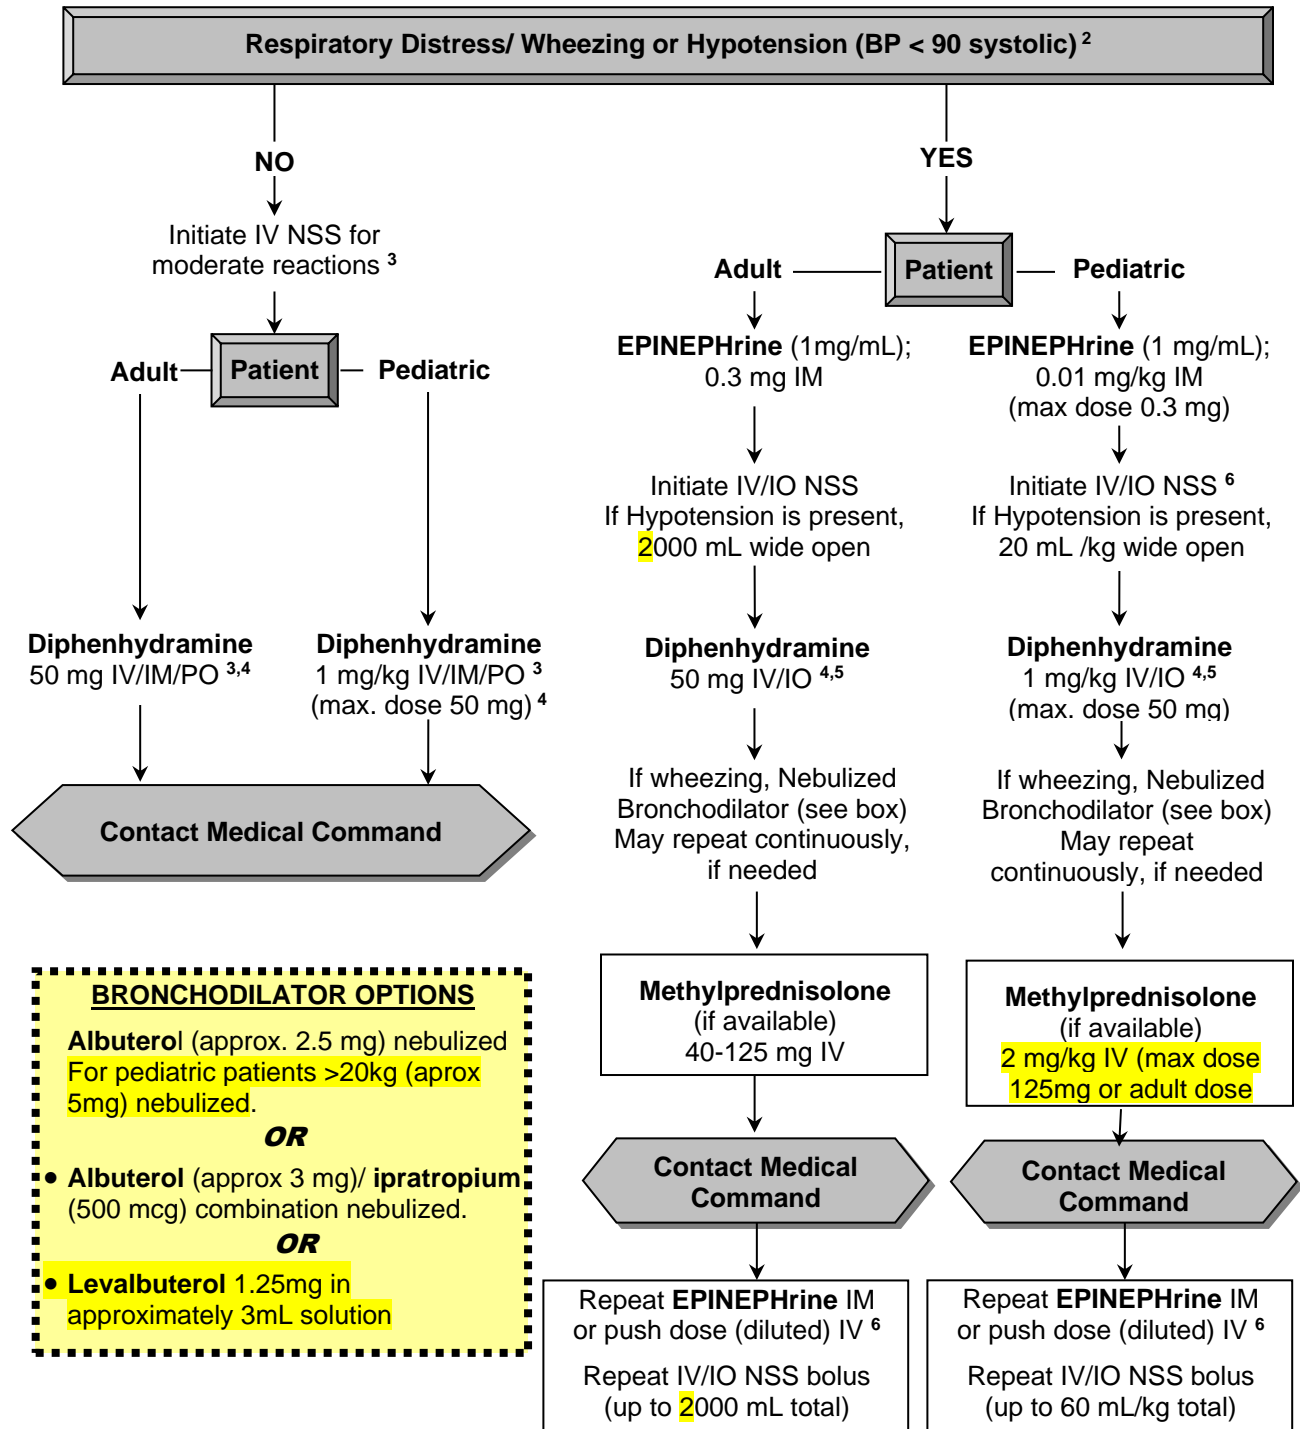 Respiratory Distress/ Wheezing or Hypotension (BP < 90 systolic) 2
NO
Initiate IV NSS for
moderate reactions 3
Adult
Patient
Pediatric
Diphenhydramine
50 mg IV/IM/PO 3,4
Diphenhydramine
1 mg/kg IV/IM/PO 3
(max. dose 50 mg) 4
Contact Medical Command
YES
Adult
Patient
Pediatric
EPINEPHrine (1mg/mL);
0.3 mg IM
Initiate IV/IO NSS
If Hypotension is present,
2000 mL wide open
Diphenhydramine
50 mg IV/IO 4,5
If wheezing, Nebulized
Bronchodilator (see box)
May repeat continuously,
if needed
Methylprednisolone
(if available)
40-125 mg IV
Contact Medical
Command
Repeat EPINEPHrine IM
or push dose (diluted) IV 6
Repeat IV/IO NSS bolus
(up to 2000 mL total)
EPINEPHrine (1 mg/mL);
0.01 mg/kg IM
(max dose 0.3 mg)
Initiate IV/IO NSS 6
If Hypotension is present,
20 mL /kg wide open
Diphenhydramine
1 mg/kg IV/IO 4,5
(max. dose 50 mg)
If wheezing, Nebulized
Bronchodilator (see box)
May repeat
continuously, if needed
Methylprednisolone
(if available)
2 mg/kg IV (max dose
125mg or adult dose
Contact Medical
Command
Repeat EPINEPHrine IM
or push dose (diluted) IV 6
Repeat IV/IO NSS bolus
(up to 60 mL/kg total)
BRONCHODILATOR OPTIONS
Albuterol (approx. 2.5 mg) nebulized
For pediatric patients >20kg (aprox
5mg) nebulized.
OR
• Albuterol (approx 3 mg)/ ipratropium
(500 mcg) combination nebulized.
OR
• Levalbuterol 1.25mg in
approximately 3mL solution